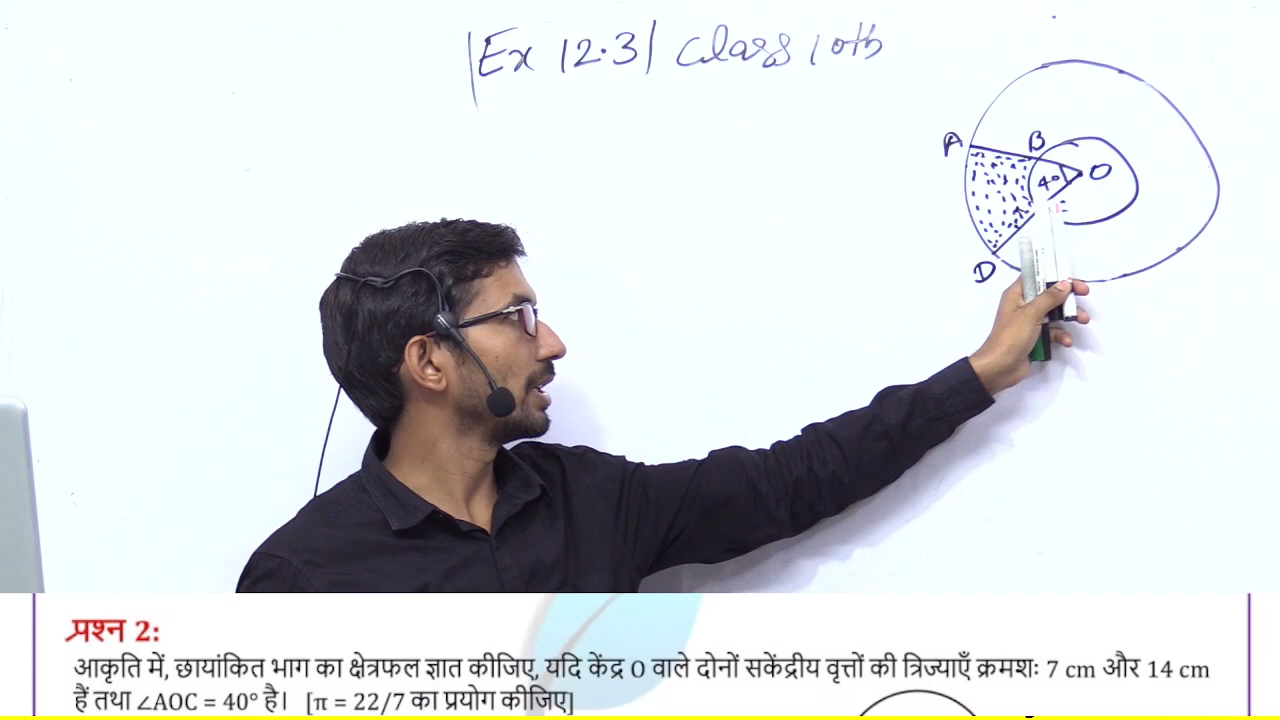 |Ex 12.3| Class 10th
A
B
40
O
D
प्रश्न 2:
आकृति में, छायांकित भाग का क्षेत्रफल ज्ञात कीजिए, यदि केंद्र O वाले दोनों सकेंद्रीय वृत्तों की त्रिज्याएँ क्रमशः 7 cm और 14 cm
हैं तथा ∠AOC = 40° है। [π = 22/7 का प्रयोग कीजिए]